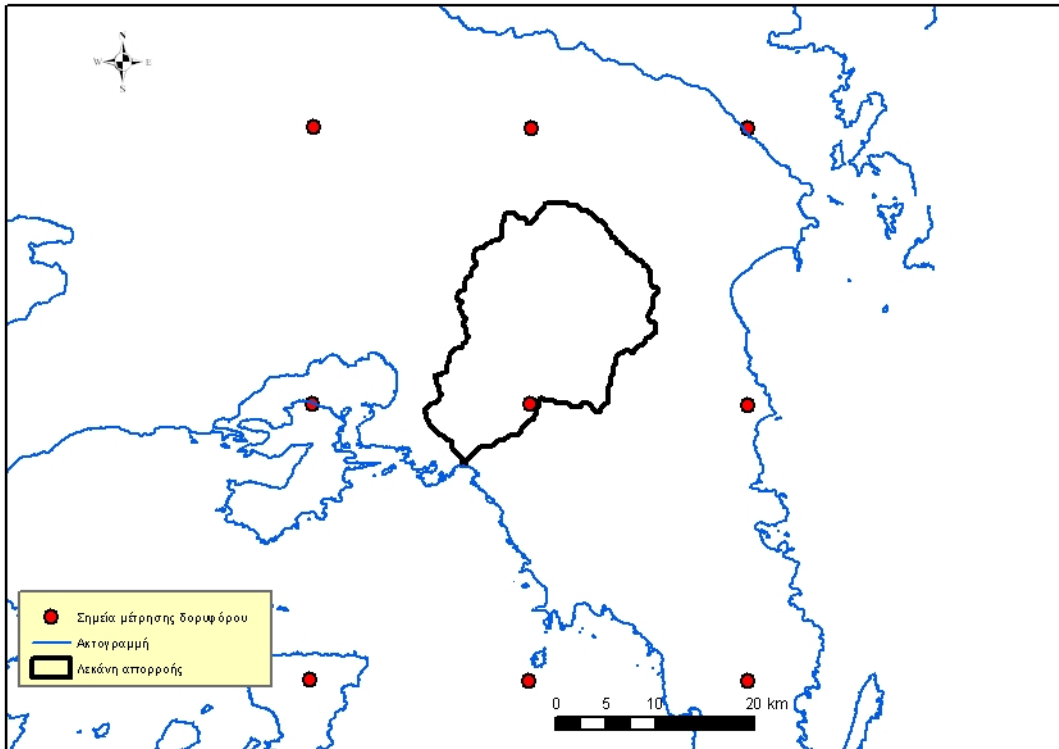 N
W E
S
Σημεία μέτρησης δορυφόρου
Ακτογραμμή
Λεκάνη απορροής
0 5 10 20 km